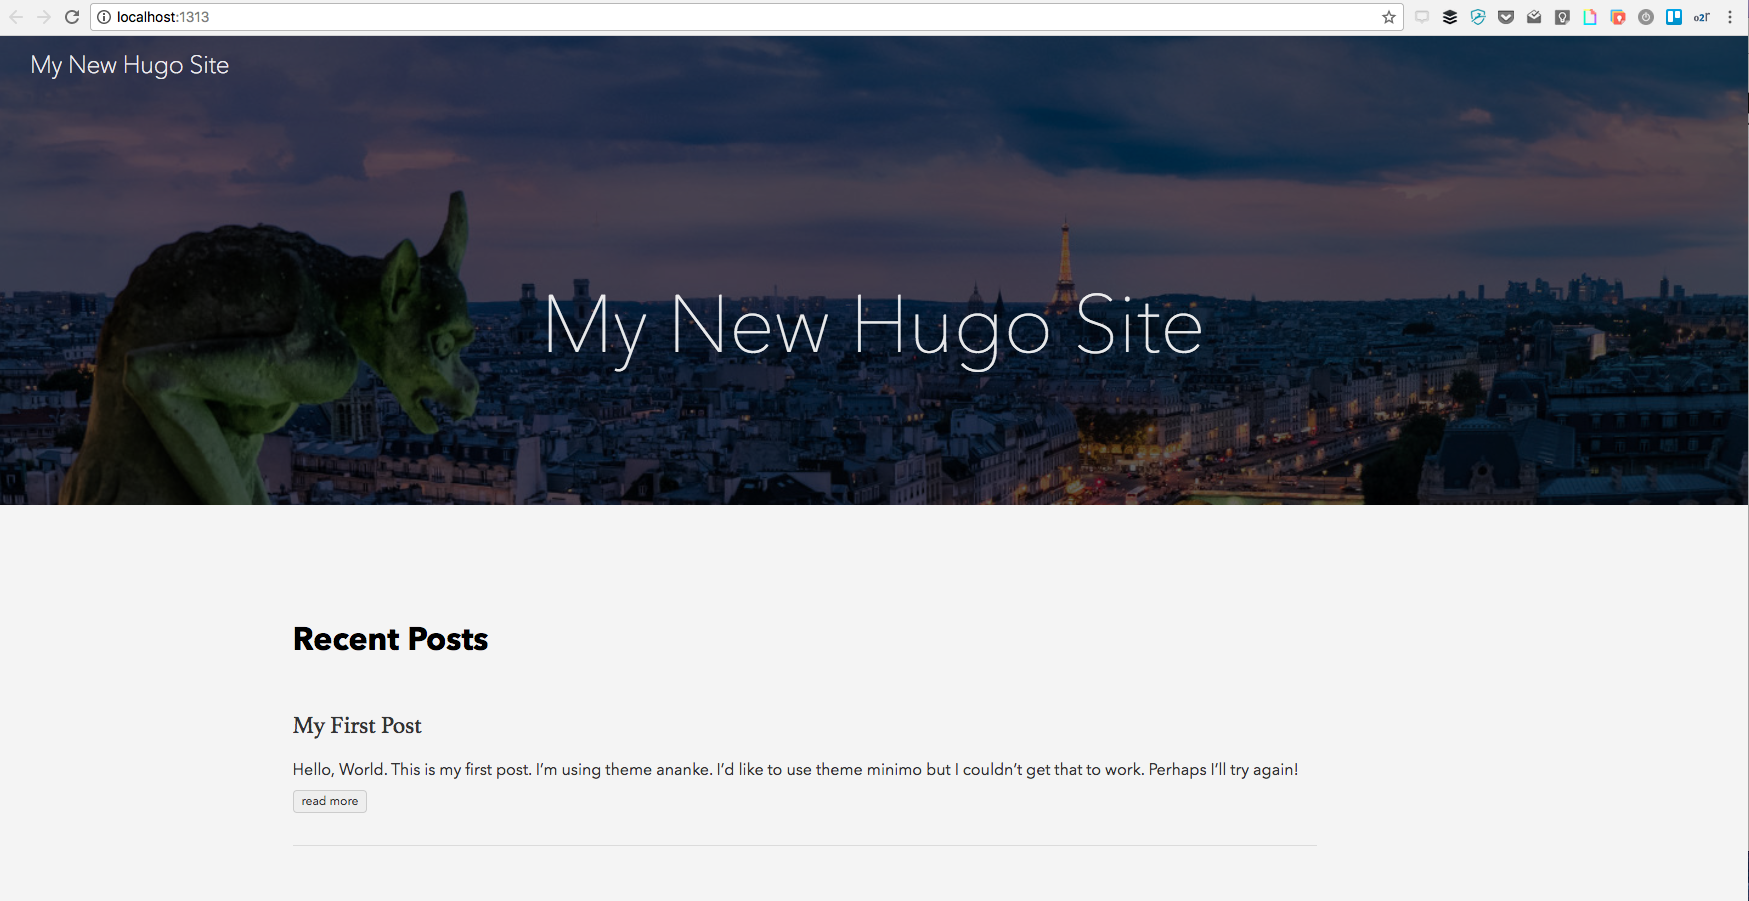 localhost:1313
o2r
My New Hugo Site
My New Hugo Site
Recent Posts
My First Post
Hello, World. This is my first post. I’m using theme ananke. I’d like to use theme minimo but I couldn’t get that to work. Perhaps I’ll try again!
read more